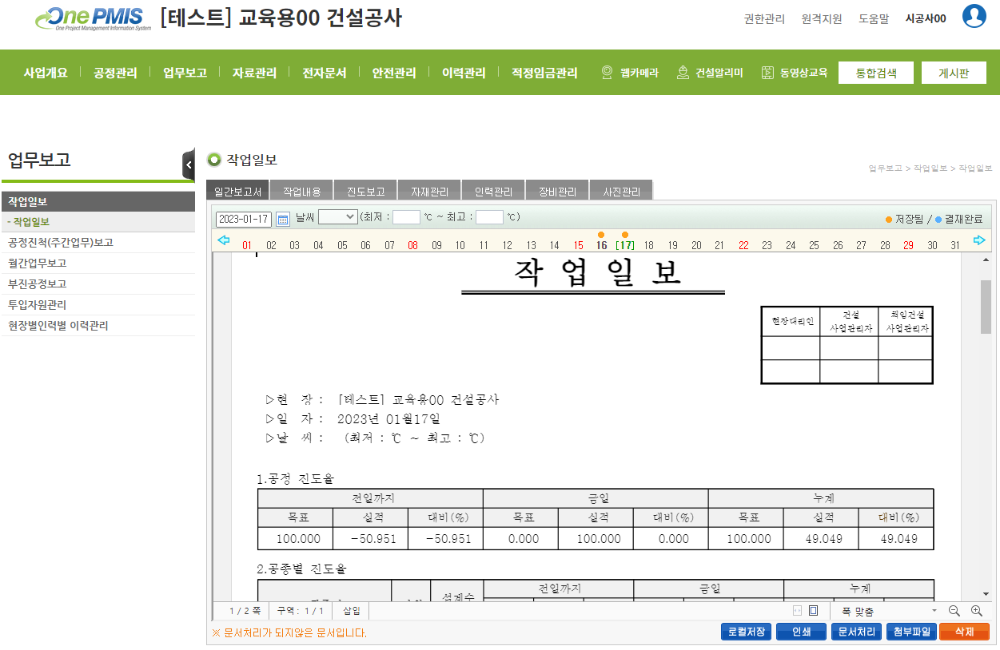 One PMIS
One Project Management Information System
[테스트] 교육용00 건설공사
권한관리 원격지원 도움말 시공사00
사업개요 공정관리 업무보고 자료관리 전자문서 안전관리 이력관리 적정임금관리 웹카메라 건설알리미 동영상교육 통합검색 게시판
업무보고
작업일보
- 작업일보
공정진척(주간업무)보고
월간업무보고
부진공정보고
투입자원관리
현장별인력별 이력관리
작업일보
업무보고 > 작업일보 > 작업일보
일간보고서 작업내용 진도보고 자재관리 인력관리 장비관리 사진관리
2023-01-17 날씨 (최저 : ℃ ~ 최고 : ℃)
저장됨 / 결재완료
01 02 03 04 05 06 07 08 09 10 11 12 13 14 15 16 [17] 18 19 20 21 22 23 24 25 26 27 28 29 30 31
작 업 일 보
현장대리인 건설 사업관리자 책임건설 사업관리자
▷현 장 : [테스트] 교육용00 건설공사
▷일 자 : 2023년 01월17일
▷날 씨 : (최저 : ℃ ~ 최고 : ℃)
1.공정 진도율
전일까지 금일 누계
목표 실적 대비(%) 목표 실적 대비(%) 목표 실적 대비(%)
100.000 -50.951 -50.951 0.000 100.000 0.000 100.000 49.049 49.049
2.공종별 진도율
전일까지 금일 누계
설계수
1 / 2 쪽 구역 : 1 / 1 삽입
폭 맞춤
※ 문서처리가 되지않은 문서입니다.
로컬저장 인쇄 문서처리 첨부파일 삭제